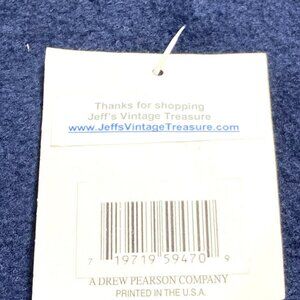 Thanks for shopping
Jeff's Vintage Treasure
www.JeffsVintageTreasure.com
7 19719 59470 9
A DREW PEARSON COMPANY
PRINTED IN THE U.S.A.